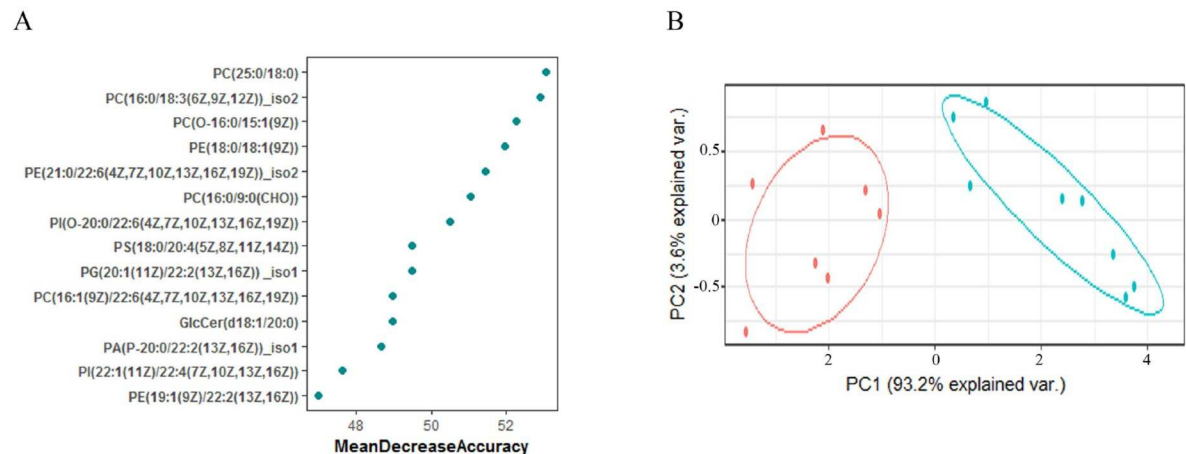 A
PC(25:0/18:0)
PC(16:0/18:3(6Z,9Z,12Z))_iso2
PC(O-16:0/15:1(9Z))
PE(18:0/18:1(9Z))
PE(21:0/22:6(4Z,7Z,10Z,13Z,16Z,19Z))_iso2
PC(16:0/9:0(CHO))
PI(O-20:0/22:6(4Z,7Z,10Z,13Z,16Z,19Z))
PS(18:0/20:4(5Z,8Z,11Z,14Z))
PG(20:1(11Z)/22:2(13Z,16Z)) _iso1
PC(16:1(9Z)/22:6(4Z,7Z,10Z,13Z,16Z,19Z))
GlcCer(d18:1/20:0)
PA(P-20:0/22:2(13Z,16Z))_iso1
PI(22:1(11Z)/22:4(7Z,10Z,13Z,16Z))
PE(19:1(9Z)/22:2(13Z,16Z))
48 50 52
MeanDecreaseAccuracy
B
PC2 (3.6% explained var.)
0.5
0
-0.5
2 0 2 4
PC1 (93.2% explained var.)